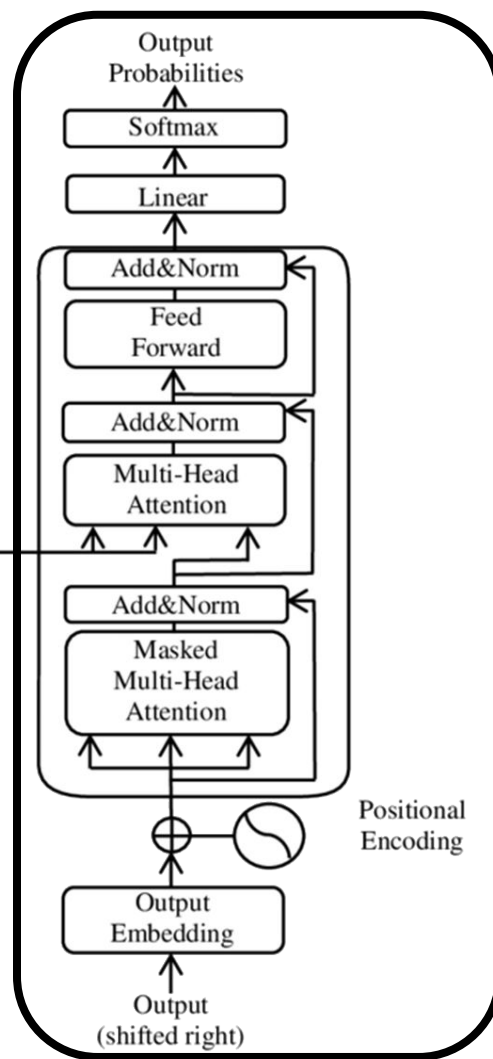 Output
Probabilities
Softmax
Linear
Add&Norm
Feed
Forward
Add&Norm
Multi-Head
Attention
Add&Norm
Masked
Multi-Head
Attention
Positional
Encoding
Output
Embedding
Output
(shifted right)